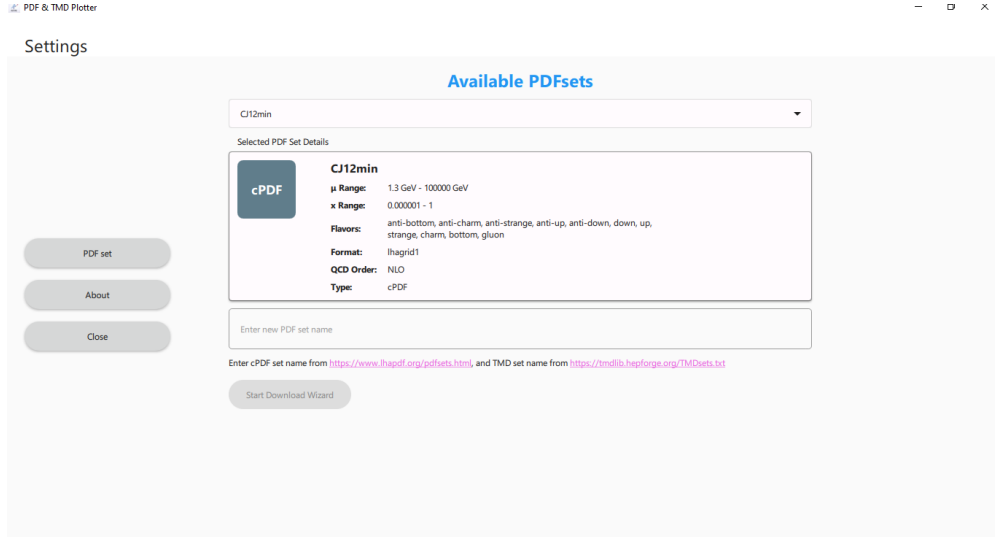 PDF & TMD Plotter
Settings
Available PDFsets
CJ12min
Selected PDF Set Details
cPDF
CJ12min
μ Range: 1.3 GeV - 100000 GeV
x Range: 0.000001 - 1
Flavors: anti-bottom, anti-charm, anti-strange, anti-up, anti-down, down, up,
strange, charm, bottom, gluon
Format: lhagrid1
QCD Order: NLO
Type: cPDF
PDF set
About
Close
Enter new PDF set name
Enter cPDF set name from https://www.lhapdf.org/pdfsets.html, and TMD set name from https://tmdlib.hepforge.org/TMDsets.txt
Start Download Wizard